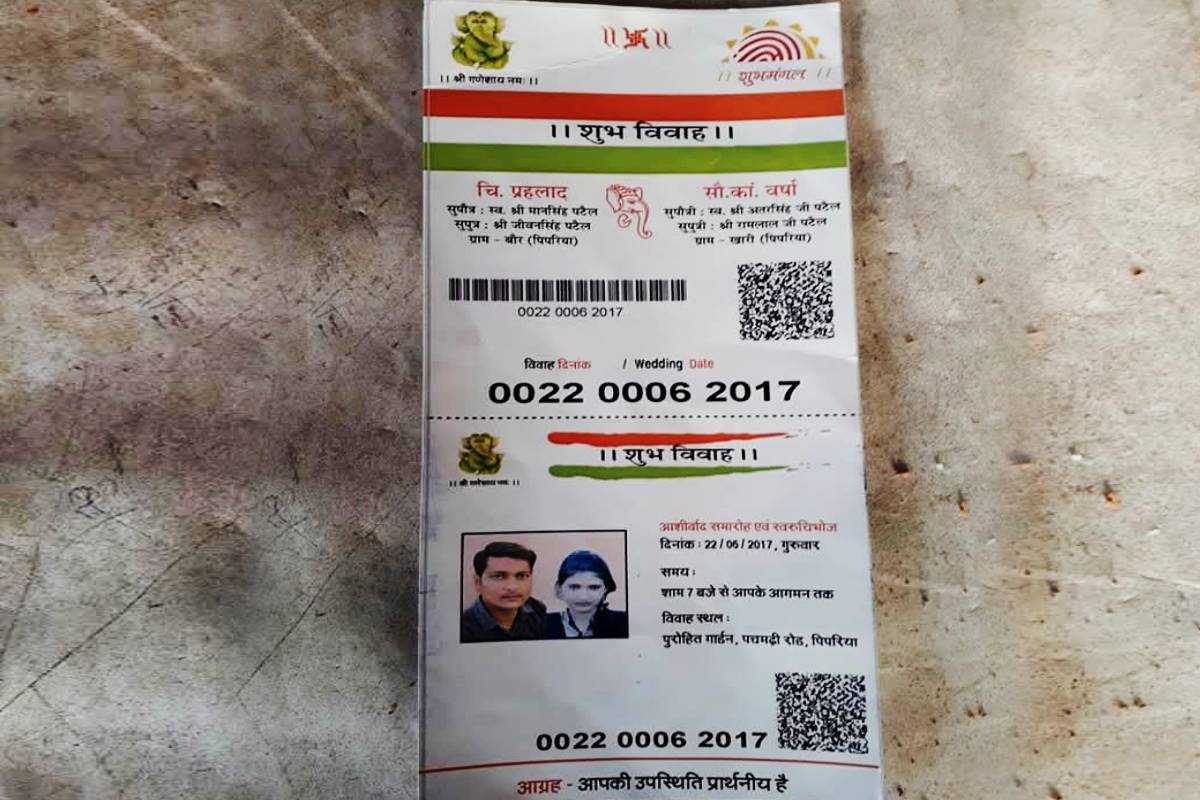 ।। श्री गणेशाय नमः ।।
।। ।।
।। शुभमंगल ।।
।। शुभ विवाह ।।
चि. प्रहलाद
सुपौत्र : स्व. श्री मानसिंह पटैल
सुपुत्र : श्री जीवनसिंह पटैल
ग्राम - बौर (पिपरिया)
सौ.कां. वर्षा
सुपौत्री : स्व. श्री अतरसिंह जी पटैल
सुपुत्री : श्री रामलाल जी पटैल
ग्राम - खारी (पिपरिया)
0022 0006 2017
विवाह दिनांक / Wedding Date
0022 0006 2017
।। शुभ विवाह ।।
।। श्री गणेशाय नमः ।।
आशीर्वाद समारोह एवं स्वरुचिभोज
दिनांक : 22 / 06 / 2017, गुरुवार
समय :
शाम 7 बजे से आपके आगमन तक
विवाह स्थल :
पुरोहित गार्डन, पचमढ़ी रोड, पिपरिया
0022 0006 2017
आग्रह - आपकी उपस्थिति प्रार्थनीय है